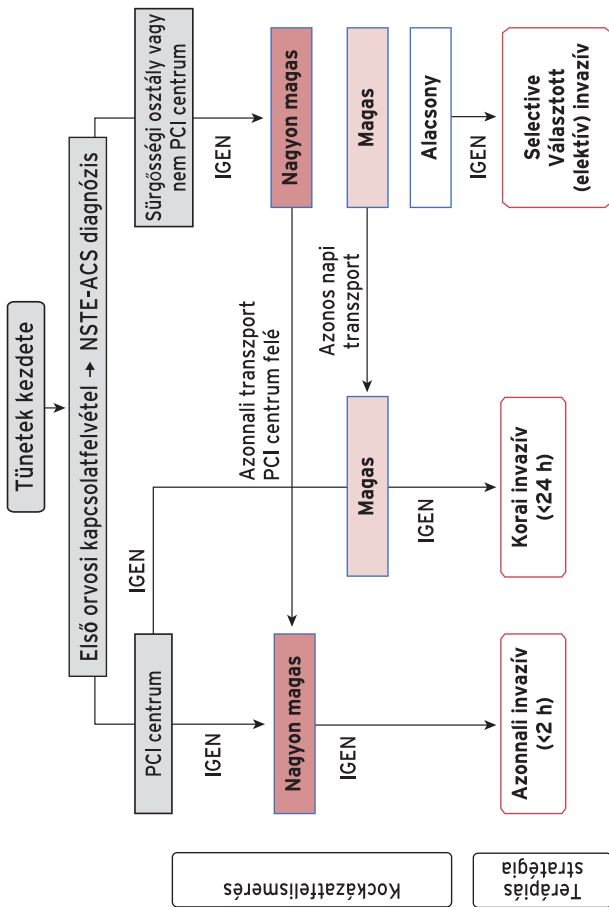 Tünetek kezdete
Első orvosi kapcsolatfelvétel → NSTE-ACS diagnózis
PCI centrum
IGEN
Sürgősségi osztály vagy
nem PCI centrum
IGEN
IGEN
Kockázatfelismerés
Nagyon magas
Azonnali transzport
PCI centrum felé
Nagyon magas
IGEN
Magas
Azonos napi
transzport
Magas
IGEN
Alacsony
IGEN
Terápiás
stratégia
Azonnali invazív
(<2 h)
Korai invazív
(<24 h)
Selective
Választott
(elektív) invazív